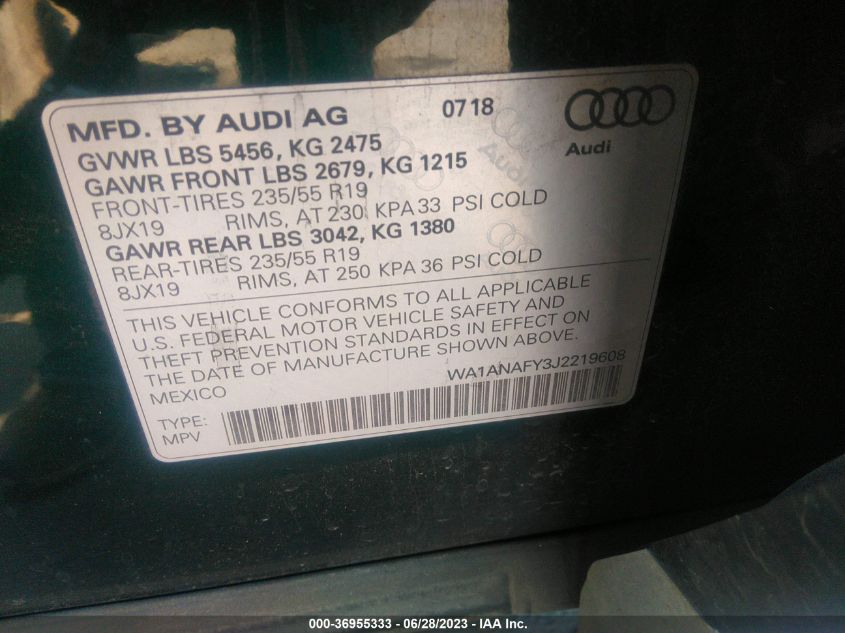 MFD. BY AUDI AG 0718
Audi
GVWR LBS 5456, KG 2475
GAWR FRONT LBS 2679, KG 1215
FRONT-TIRES 235/55 R19
8JX19 RIMS, AT 230 KPA 33 PSI COLD
GAWR REAR LBS 3042, KG 1380
REAR-TIRES 235/55 R19
8JX19 RIMS, AT 250 KPA 36 PSI COLD
THIS VEHICLE CONFORMS TO ALL APPLICABLE
U.S. FEDERAL MOTOR VEHICLE SAFETY AND
THEFT PREVENTION STANDARDS IN EFFECT ON
THE DATE OF MANUFACTURE SHOWN ABOVE.
MEXICO WA1ANAFY3J2219608
TYPE:
MPV
000-36955333 - 06/28/2023 - IAA Inc.